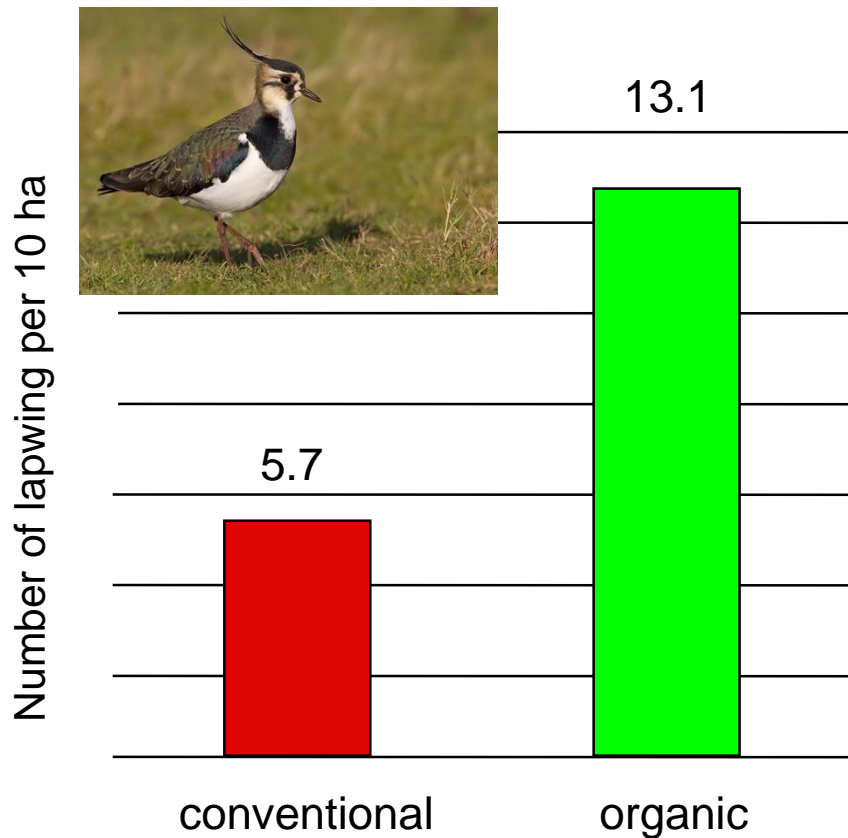 13.1
Number of lapwing per 10 ha
5.7
conventional
organic